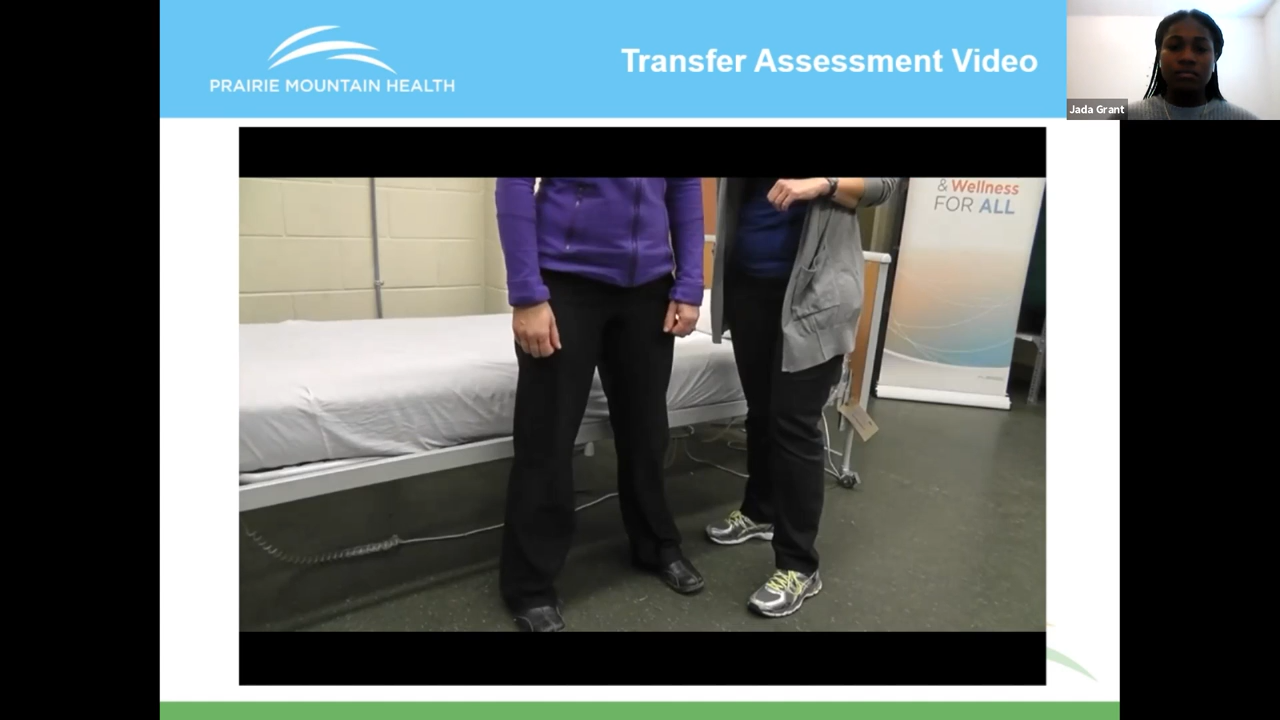 PRAIRIE MOUNTAIN HEALTH
Transfer Assessment Video
Jada Grant
& Wellness
FOR ALL